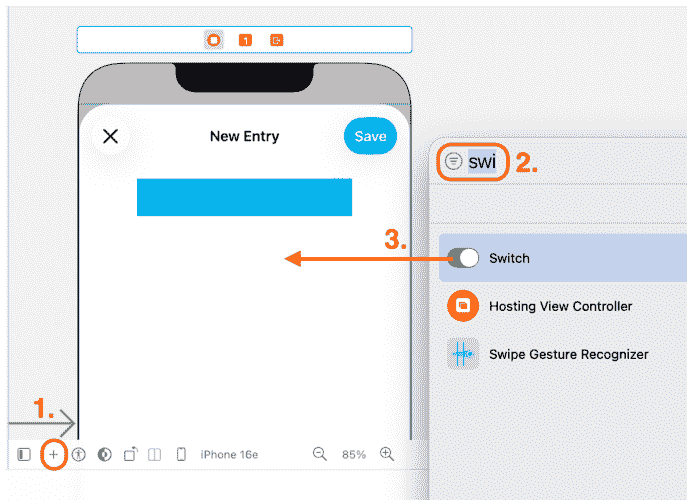 1
New Entry
Save
swi
2.
3.
Switch
Hosting View Controller
Swipe Gesture Recognizer
1.
iPhone 16e
85%